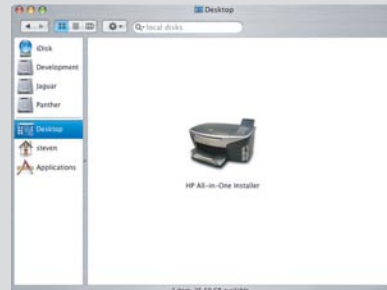 Desktop
local disks
iDisk
Development
Jaguar
Panther
Desktop
steven
Applications
HP All-in-One Installer